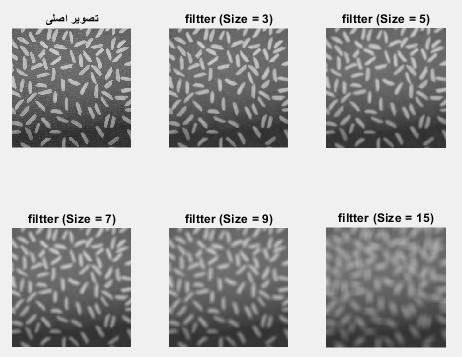 تصویر اصلی
filtter (Size = 3)
filtter (Size = 5)
filtter (Size = 7)
filtter (Size = 9)
filtter (Size = 15)